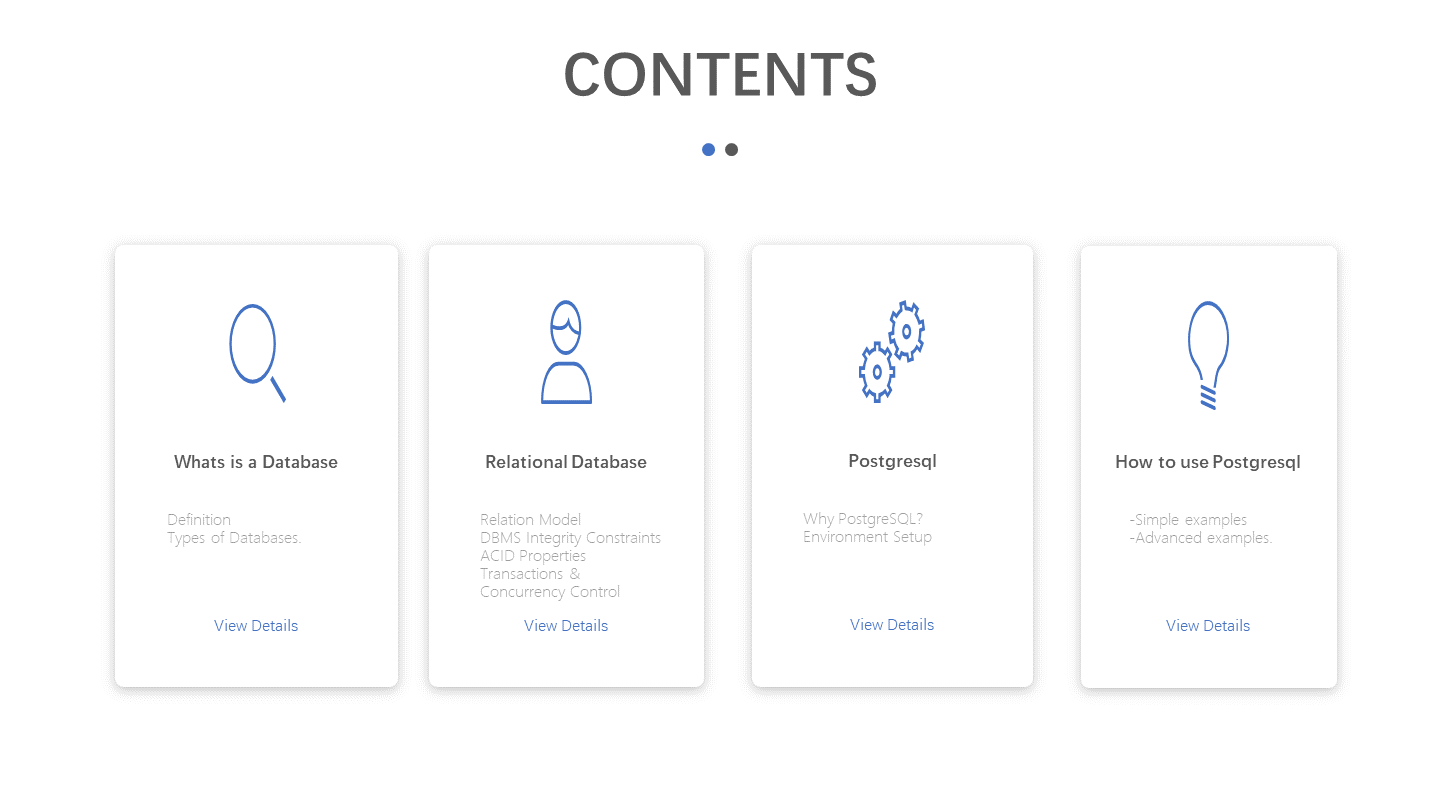 CONTENTS
Whats is a Database
Definition
Types of Databases.
View Details
Relational Database
Relation Model
DBMS Integrity Constraints
ACID Properties
Transactions &
Concurrency Control
View Details
Postgresql
Why PostgreSQL?
Environment Setup
View Details
How to use Postgresql
-Simple examples
-Advanced examples.
View Details